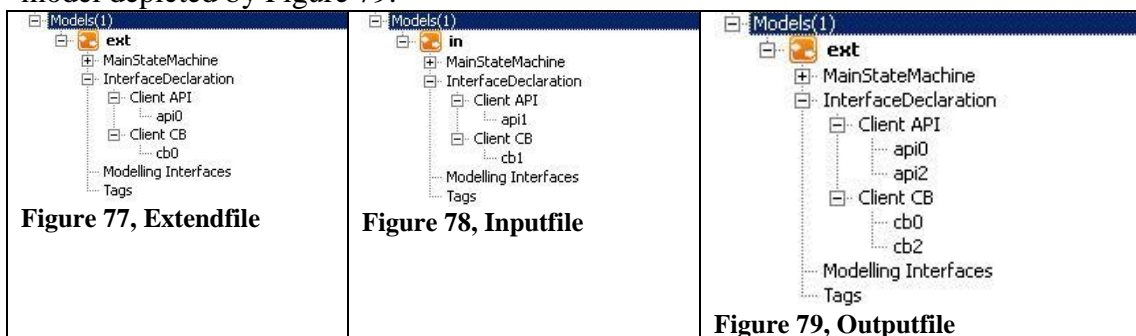 model depicted by Figure 79.
Models(1)
ext
MainStateMachine
InterfaceDeclaration
Client API
api0
Client CB
cb0
Modelling Interfaces
Tags
Figure 77, Extendfile
Models(1)
in
MainStateMachine
InterfaceDeclaration
Client API
api1
Client CB
cb1
Modelling Interfaces
Tags
Figure 78, Inputfile
Models(1)
ext
MainStateMachine
InterfaceDeclaration
Client API
api0
api2
Client CB
cb0
cb2
Modelling Interfaces
Tags
Figure 79, Outputfile